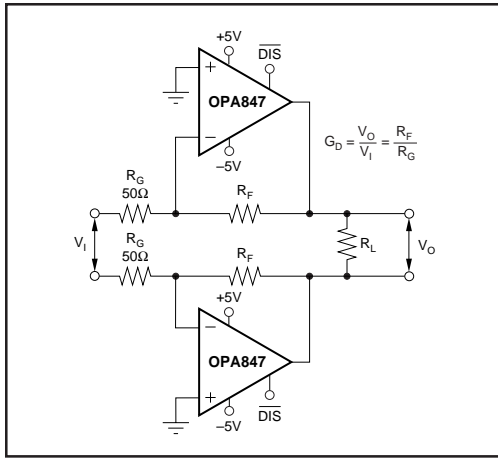 +5V
DIS
+
OPA847
−
−5V
G_D = V_O / V_I = R_F / R_G
R_G
50Ω
R_F
V_I
R_L
V_O
R_G
50Ω
R_F
+5V
−
OPA847
+
−5V
DIS